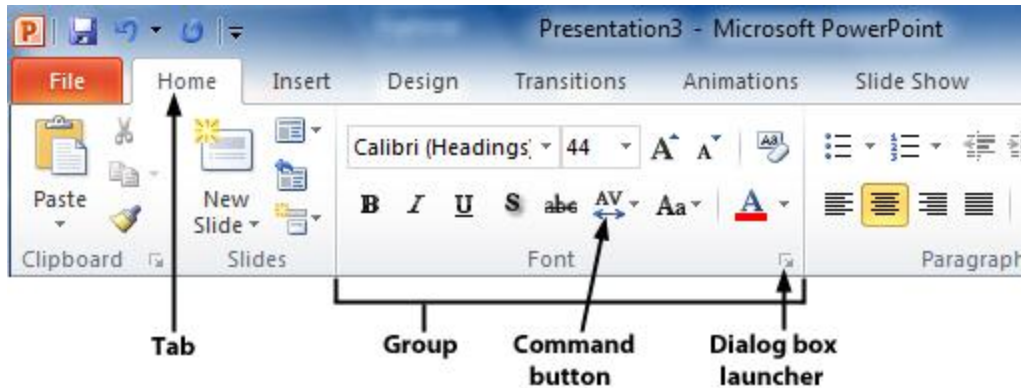 Presentation3 - Microsoft PowerPoint
File Home Insert Design Transitions Animations Slide Show
Calibri (Headings) 44 A A Aa
Paste New Slide B I U S abc AV Aa A
Clipboard Slides Font Paragraph
Tab Group Command button Dialog box launcher